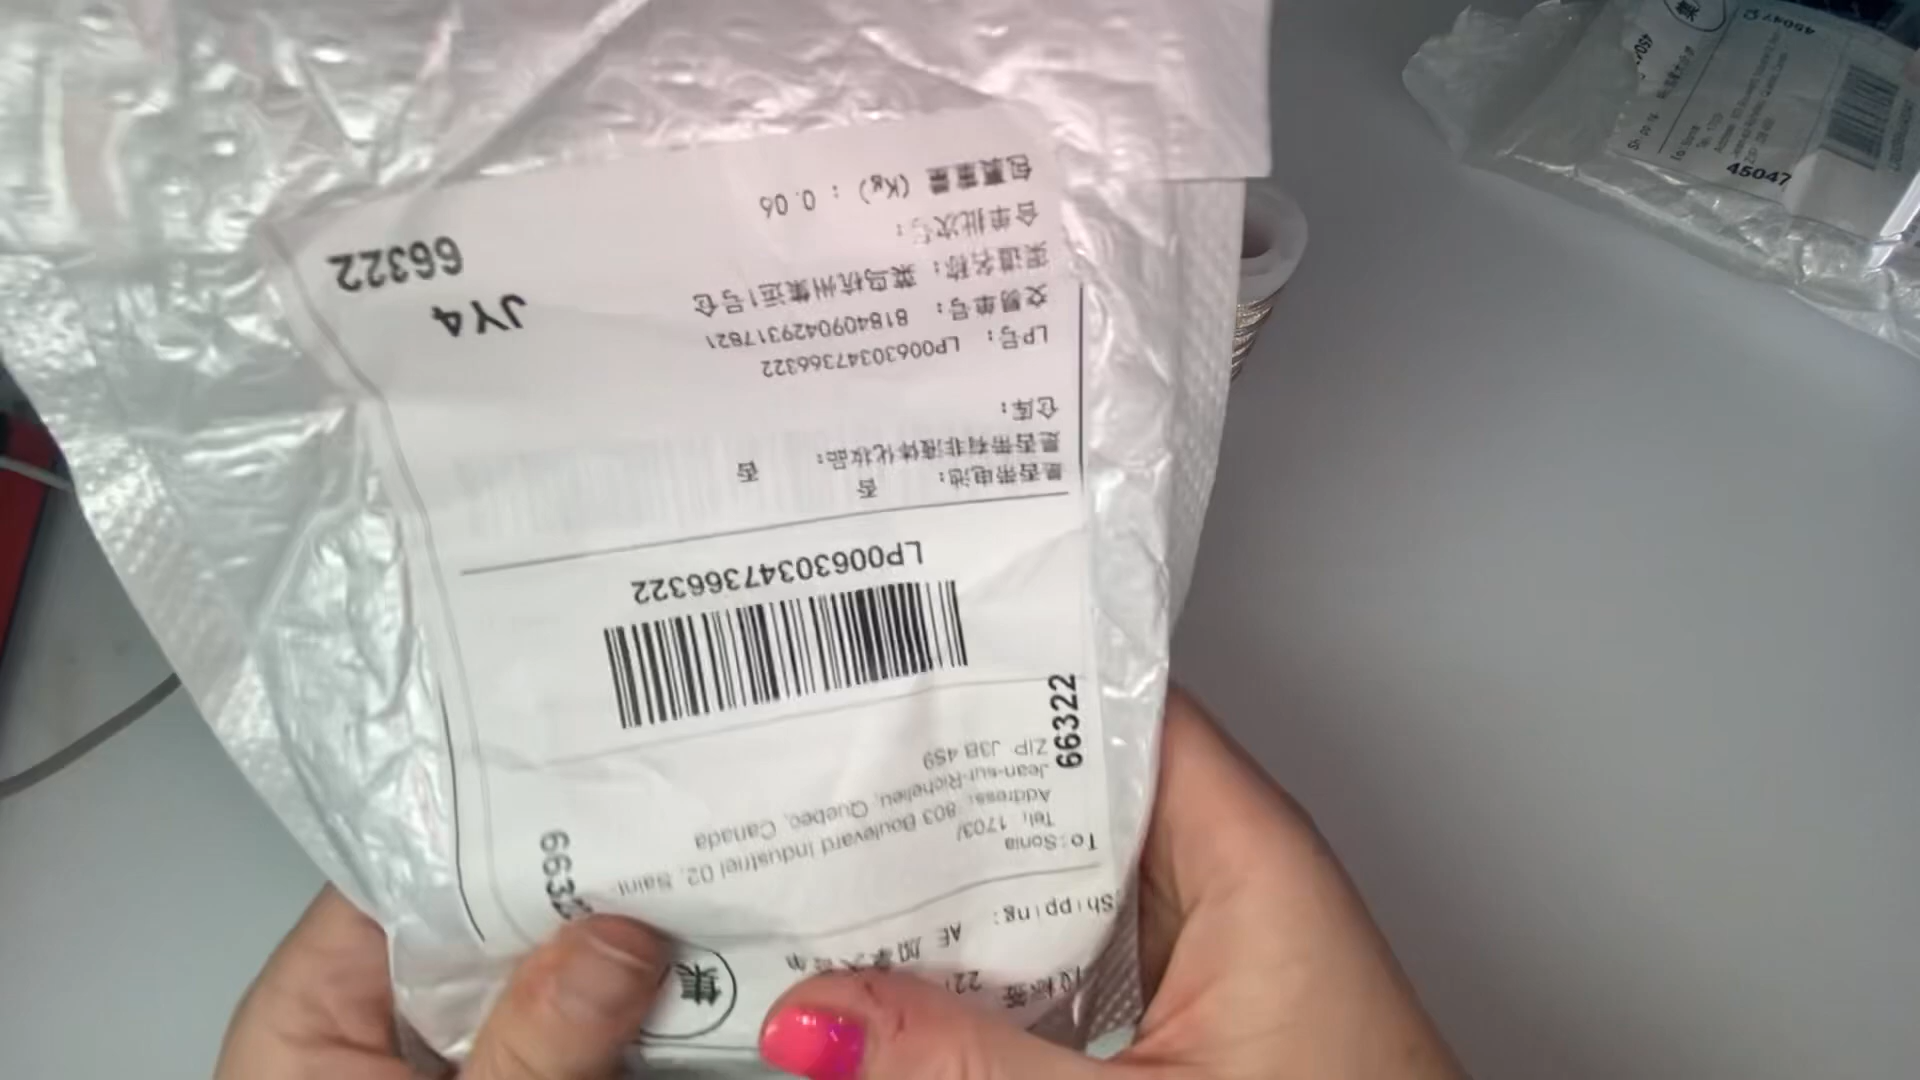 集
AE 加拿大合单
Shipping:
To:Sonia
Tel: 1703/
Address: 803 Boulevard industriel 02, Saint-
Jean-sur-Richelieu, Quebec, Canada
ZIP: J3B 4S9
66322
LP00630347366322
是否带电池: 否
是否带有非液体化妆品: 否
仓库:
LP号: LP00630347366322
交易单号: 8184090429317821
渠道名称: 菜鸟杭州集运1号仓
合单批次号:
包裹重量 (Kg) : 0.06
JY4
66322
集
45047